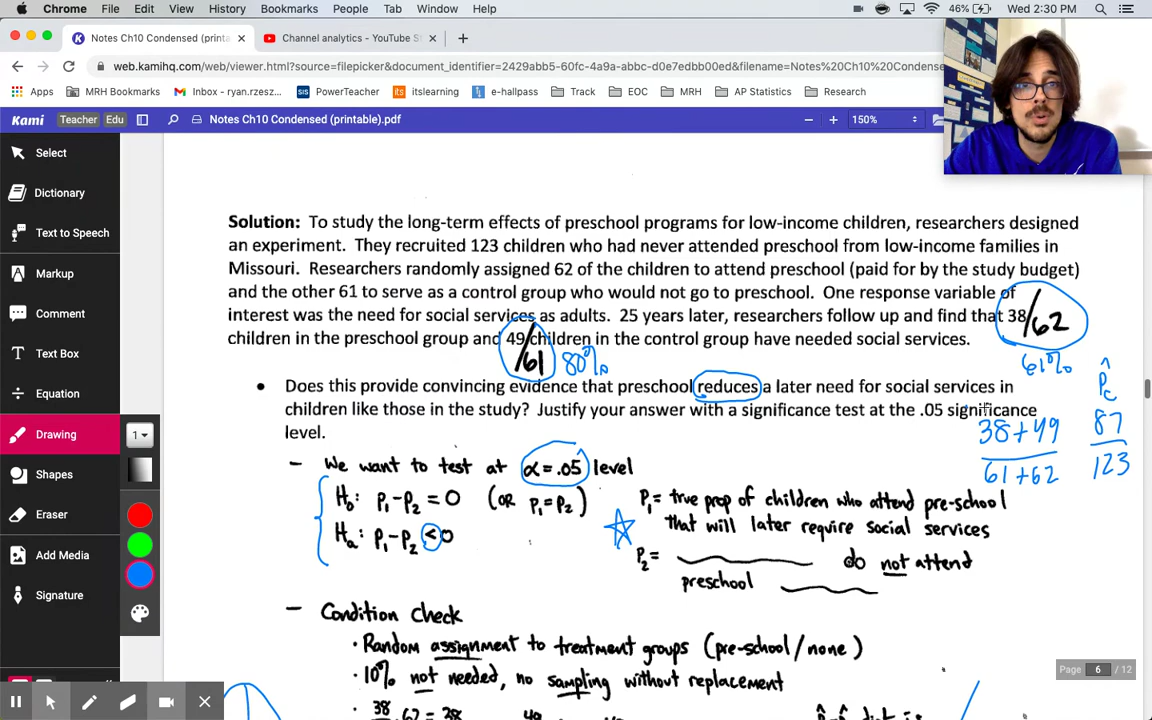 Chrome File Edit View History Bookmarks People Tab Window Help 46% Wed 2:30 PM
Notes Ch10 Condensed (printa × Channel analytics - YouTube S ×
web.kamihq.com/web/viewer.html?source=filepicker&document_identifier=2429abb5-60fc-4a9a-abbc-d0e7edbb00ed&filename=Notes%20Ch10%20Condense
Apps MRH Bookmarks Inbox - ryan.rzesz... SIS PowerTeacher its itslearning e-hallpass Track EOC MRH AP Statistics Research
Kami Teacher Edu Notes Ch10 Condensed (printable).pdf 150%
Select
Dictionary
Text to Speech
Markup
Comment
Text Box
Equation
Drawing 1
Shapes
Eraser
Add Media
Signature
Solution: To study the long-term effects of preschool programs for low-income children, researchers designed
an experiment. They recruited 123 children who had never attended preschool from low-income families in
Missouri. Researchers randomly assigned 62 of the children to attend preschool (paid for by the study budget)
and the other 61 to serve as a control group who would not go to preschool. One response variable of
interest was the need for social services as adults. 25 years later, researchers follow up and find that 38 /62
children in the preschool group and 49 children in the control group have needed social services.
/61 80% 61%
• Does this provide convincing evidence that preschool reduces a later need for social services in
children like those in the study? Justify your answer with a significance test at the .05 significance
level.
p̂c
38+49 87
61+62 123
– We want to test at α=.05 level
H₀: p₁-p₂ = 0 (OR p₁=p₂)
Hₐ: p₁-p₂ < 0
p₁= true prop of children who attend pre-school
that will later require social services
p₂= do not attend
preschool
– Condition Check
• Random assignment to treatment groups (pre-school/none)
• 10% not needed, no sampling without replacement
Page 6 / 12